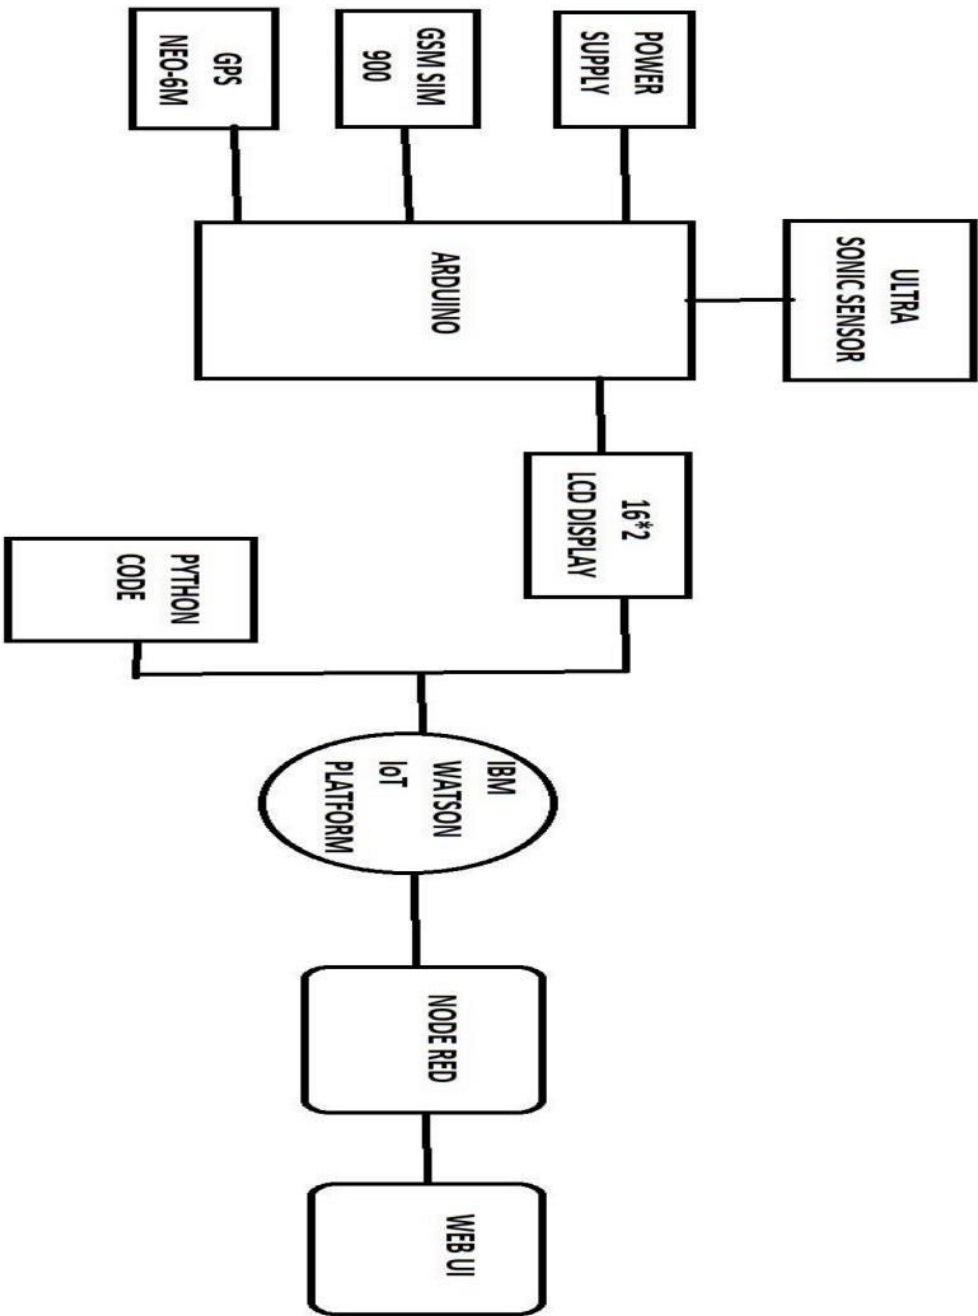 ULTRA
SONIC SENSOR
POWER
SUPPLY
GSM SIM
900
GPS
NEO-6M
ARDUINO
16*2
LCD DISPLAY
PYTHON
CODE
IBM
WATSON
IoT
PLATFORM
NODE RED
WEB UI